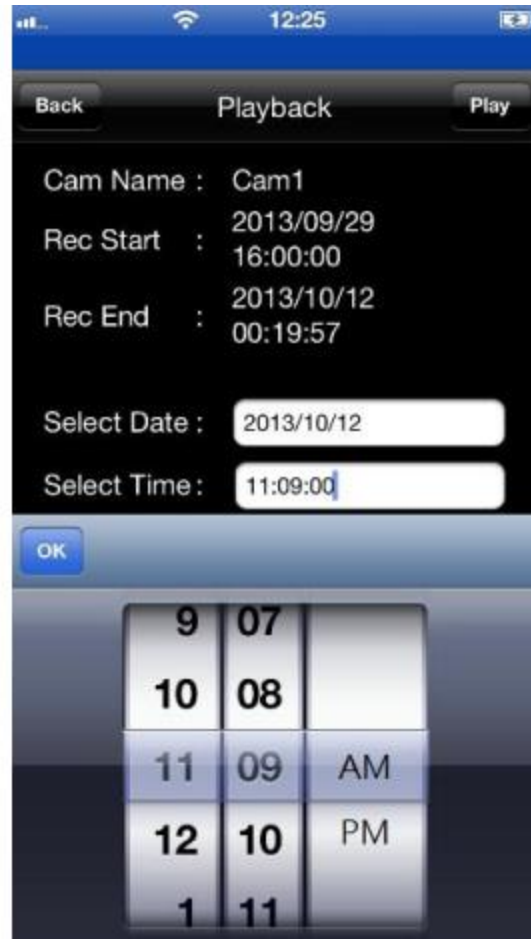 12:25
Back Playback Play
Cam Name : Cam1
Rec Start : 2013/09/29
16:00:00
Rec End : 2013/10/12
00:19:57
Select Date : 2013/10/12
Select Time : 11:09:00
OK
9 07
10 08
11 09 AM
12 10 PM
1 11